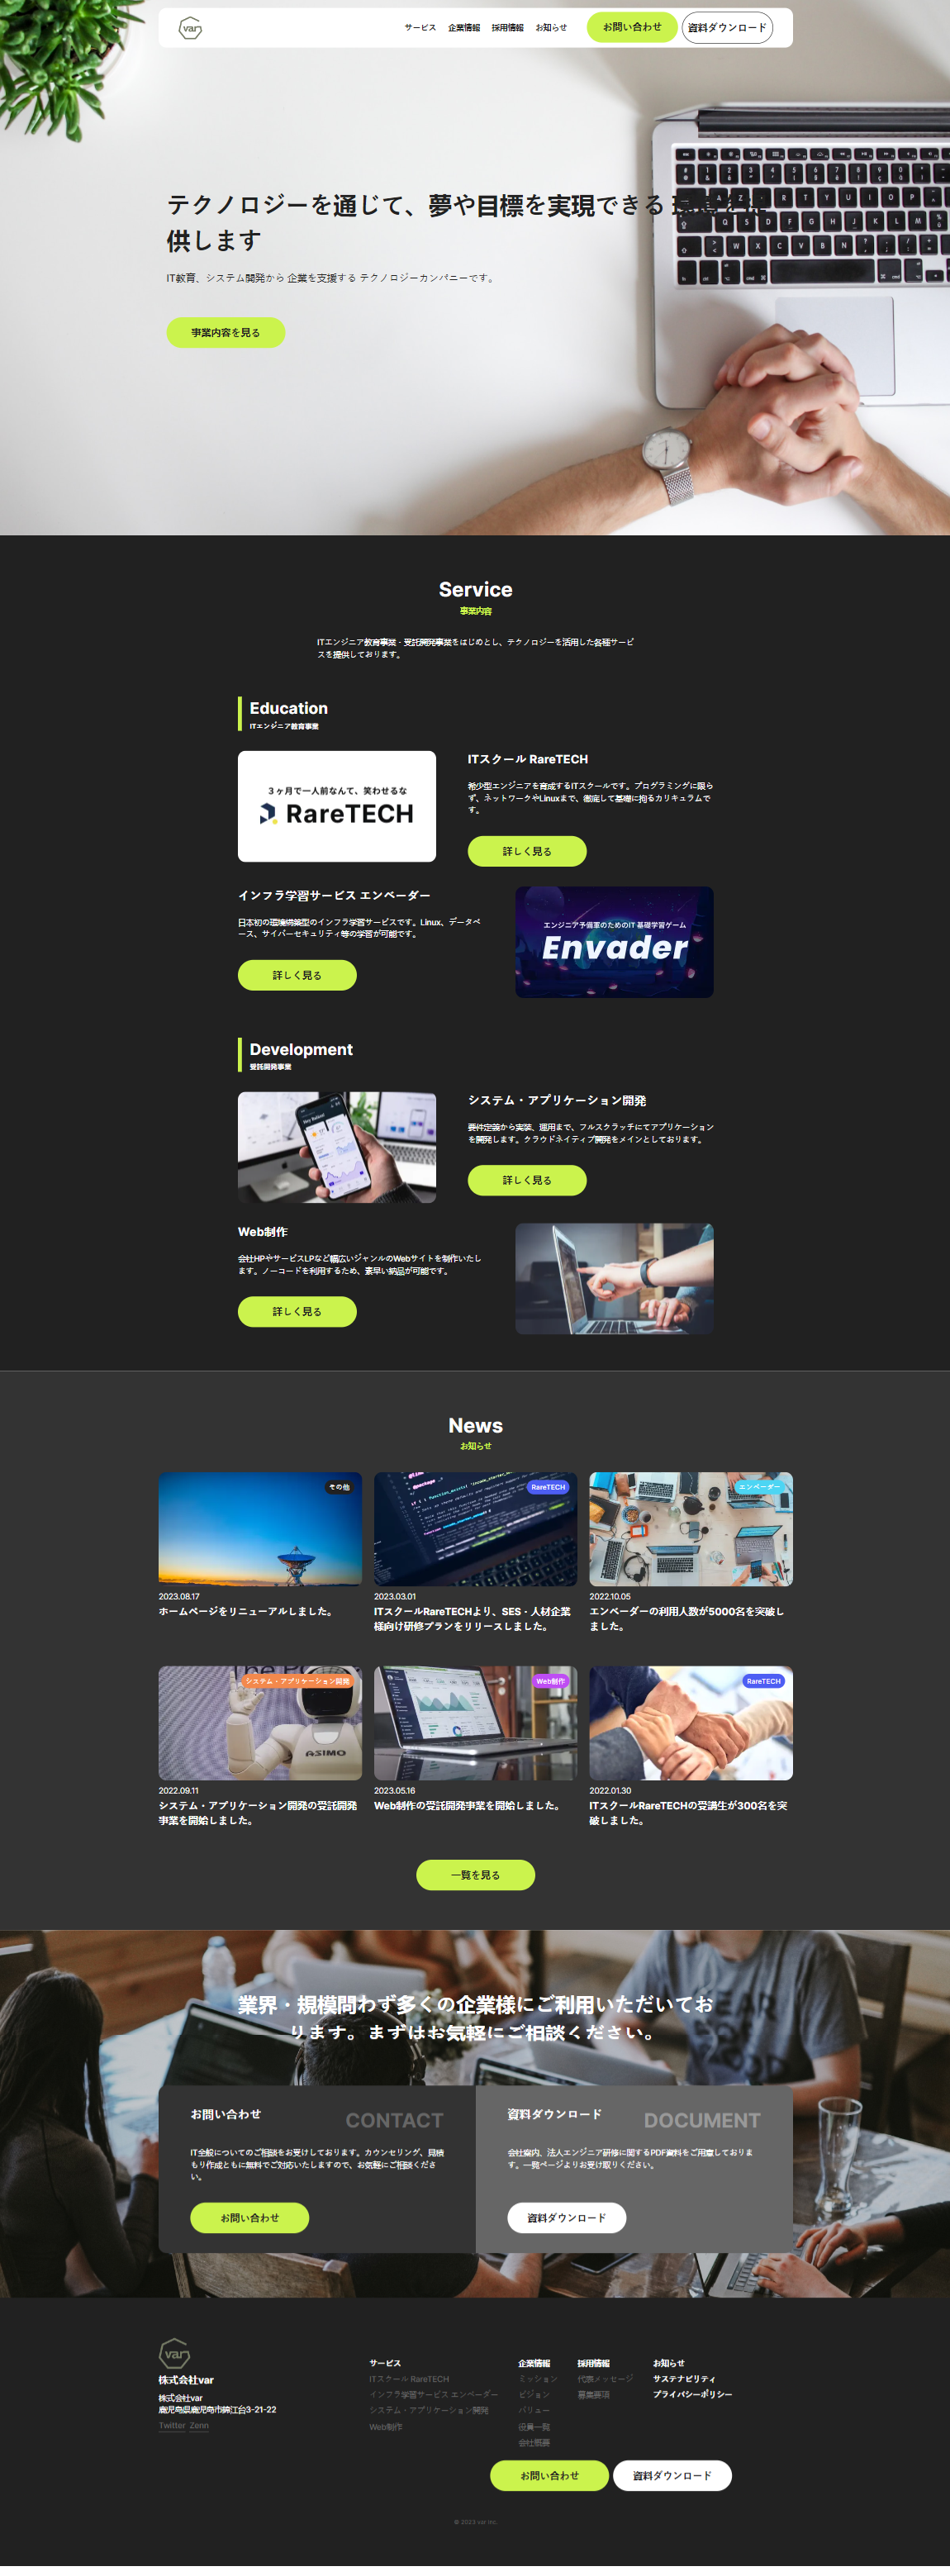 var
サービス 企業情報 採用情報 お知らせ お問い合わせ 資料ダウンロード
テクノロジーを通じて、夢や目標を実現できる 環境を提
供します
IT教育、システム開発から 企業を支援する テクノロジーカンパニーです。
事業内容を見る
Service
事業内容
ITエンジニア教育事業・受託開発事業をはじめとし、テクノロジーを活用した各種サービ
スを提供しております。
Education
ITエンジニア教育事業
3ヶ月で一人前なんて、笑わせるな
RareTECH
ITスクール RareTECH
希少型エンジニアを育成するITスクールです。プログラミングに限ら
ず、ネットワークやLinuxまで、徹底して基礎に拘るカリキュラムで
す。
詳しく見る
インフラ学習サービス エンベーダー
日本初の環境構築型のインフラ学習サービスです。Linux、データベ
ース、サイバーセキュリティ等の学習が可能です。
詳しく見る
エンジニア予備軍のためのIT 基礎学習ゲーム
Envader
Development
受託開発事業
システム・アプリケーション開発
要件定義から実装、運用まで、フルスクラッチにてアプリケーション
を開発します。クラウドネイティブ開発をメインとしております。
詳しく見る
Web制作
会社HPやサービスLPなど幅広いジャンルのWebサイトを制作いたし
ます。ノーコードを利用するため、素早い納品が可能です。
詳しく見る
News
お知らせ
その他
2023.08.17
ホームページをリニューアルしました。
RareTECH
2023.03.01
ITスクールRareTECHより、SES・人材企業
様向け研修プランをリリースしました。
エンベーダー
2022.10.05
エンベーダーの利用人数が5000名を突破し
ました。
システム・アプリケーション開発
ASIMO
2022.09.11
システム・アプリケーション開発の受託開発
事業を開始しました。
Web制作
2023.05.16
Web制作の受託開発事業を開始しました。
RareTECH
2022.01.30
ITスクールRareTECHの受講生が300名を突
破しました。
一覧を見る
業界・規模問わず多くの企業様にご利用いただいてお
ります。まずはお気軽にご相談ください。
お問い合わせ CONTACT
IT全般についてのご相談をお受けしております。カウンセリング、見積
もり作成ともに無料でご対応いたしますので、お気軽にご相談くださ
い。
お問い合わせ
資料ダウンロード DOCUMENT
会社案内、法人エンジニア研修に関するPDF資料をご用意しておりま
す。一覧ページよりお受け取りください。
資料ダウンロード
var
株式会社var
株式会社var
鹿児島県鹿児島市錦江台3-21-22
Twitter Zenn
サービス
ITスクール RareTECH
インフラ学習サービス エンベーダー
システム・アプリケーション開発
Web制作
企業情報
ミッション
ビジョン
バリュー
役員一覧
会社概要
採用情報
代表メッセージ
募集要項
お知らせ
サステナビリティ
プライバシーポリシー
お問い合わせ 資料ダウンロード
© 2023 var Inc.